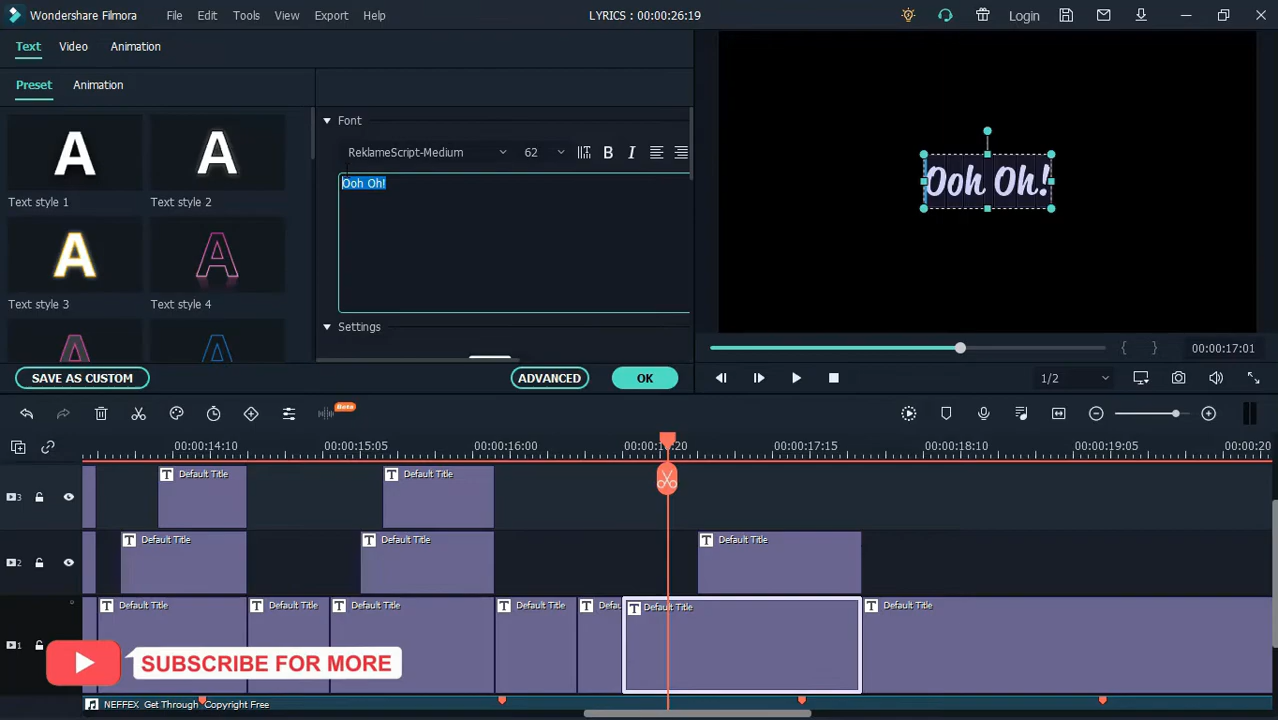 Wondershare Filmora File Edit Tools View Export Help LYRICS : 00:00:26:19 Login
Text Video Animation
Preset Animation
Font
ReklameScript-Medium 62 B I
Ooh Oh!
Ooh Oh!
A A
Text style 1 Text style 2
A A
Text style 3 Text style 4
Settings
SAVE AS CUSTOM ADVANCED OK
00:00:17:01
1/2
Beta
00:00:14:10 00:00:15:05 00:00:16:00 00:00:17:15 00:00:18:10 00:00:19:05 00:00:20
3 Default Title Default Title
2 Default Title Default Title Default Title
1 Default Title Default Title Default Title Default Title Defau Default Title Default Title
SUBSCRIBE FOR MORE
NEFFEX Get Through Copyright Free